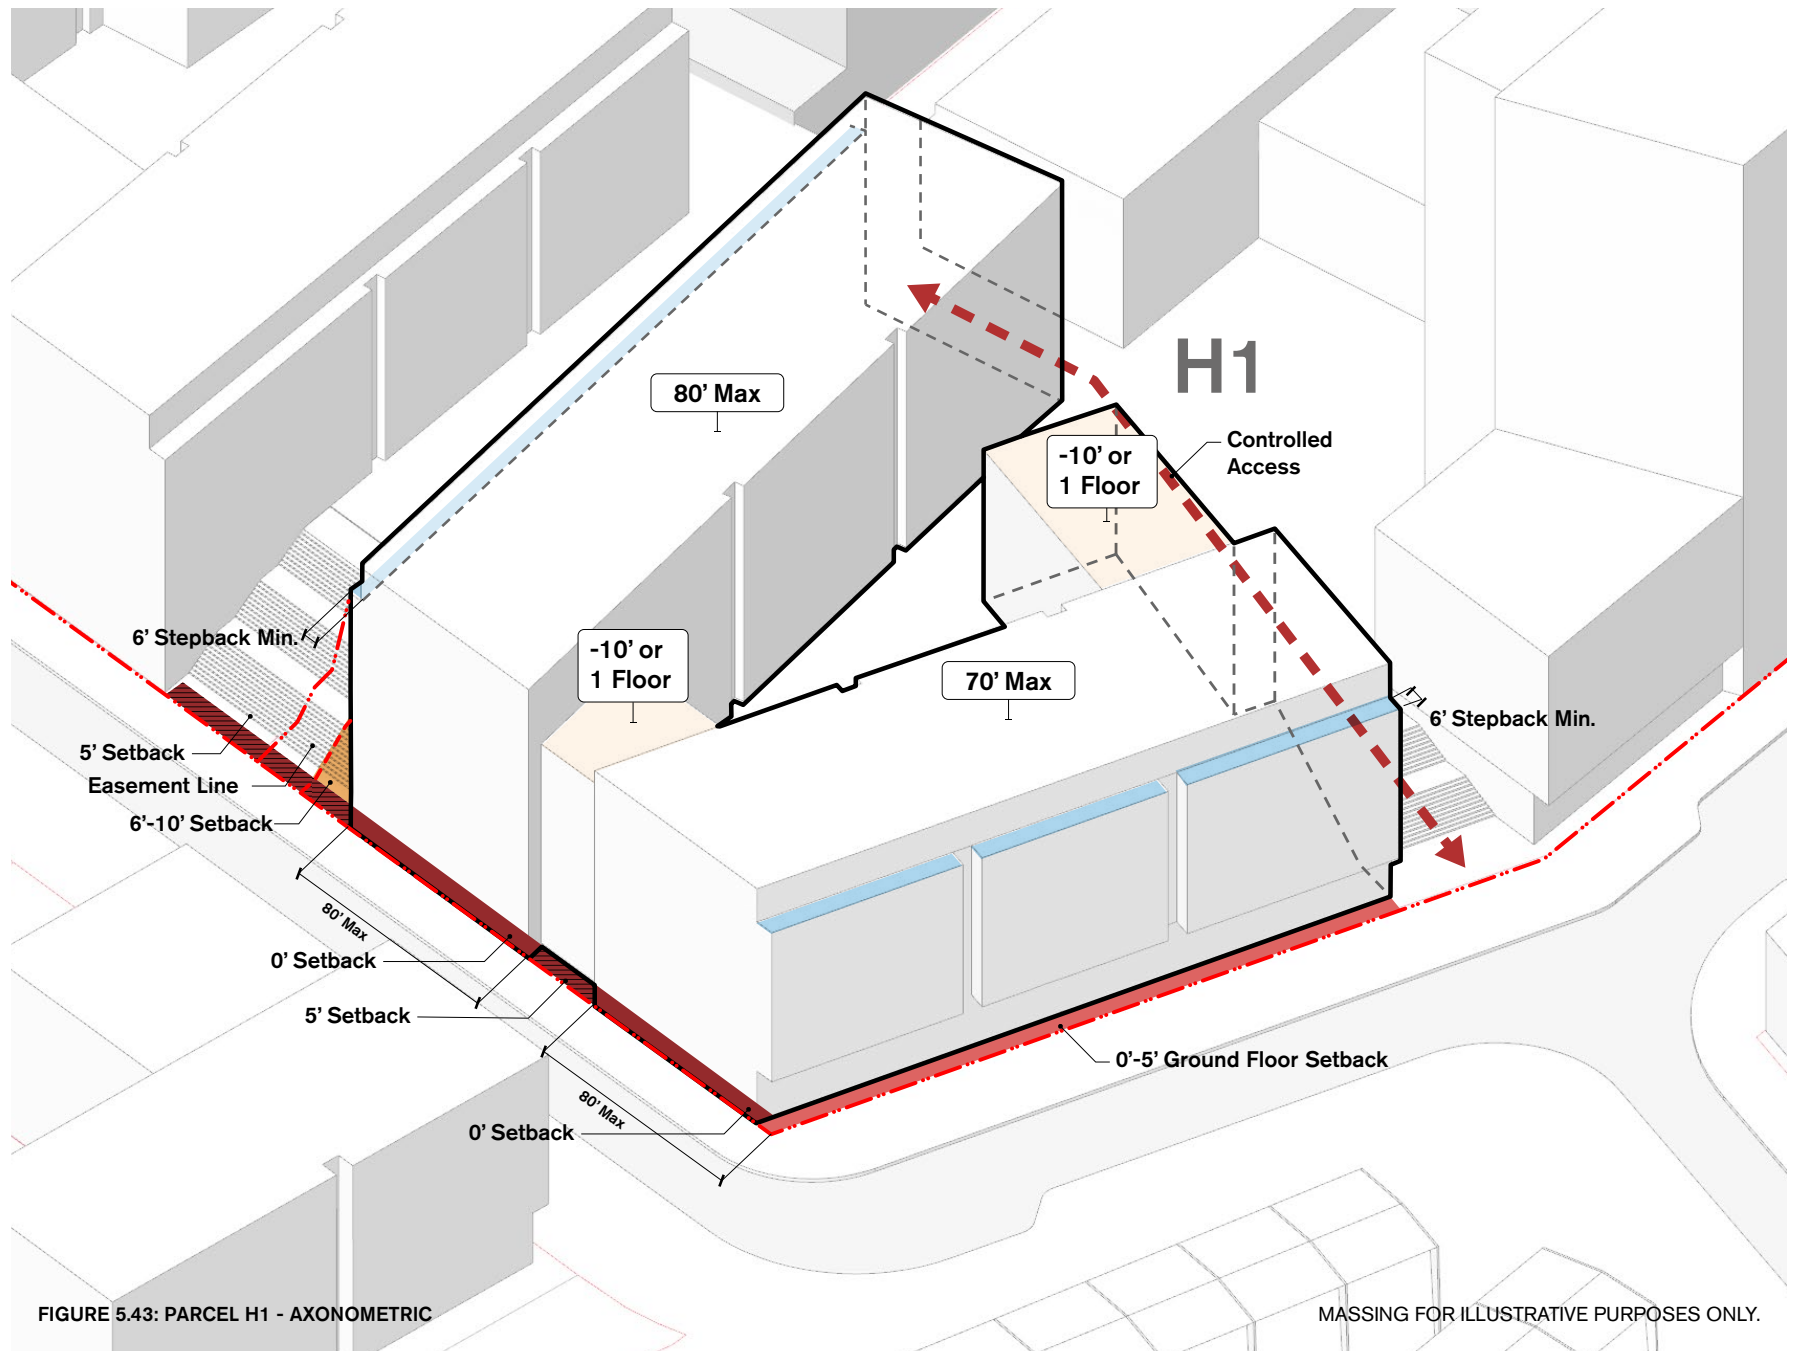 H1
80’ Max
-10’ or
1 Floor
Controlled
Access
6’ Stepback Min.
-10’ or
1 Floor
70’ Max
6’ Stepback Min.
5’ Setback
Easement Line
6’-10’ Setback
80’ Max
0’ Setback
5’ Setback
0’-5’ Ground Floor Setback
80’ Max
0’ Setback
FIGURE 5.43: PARCEL H1 - AXONOMETRIC
MASSING FOR ILLUSTRATIVE PURPOSES ONLY.